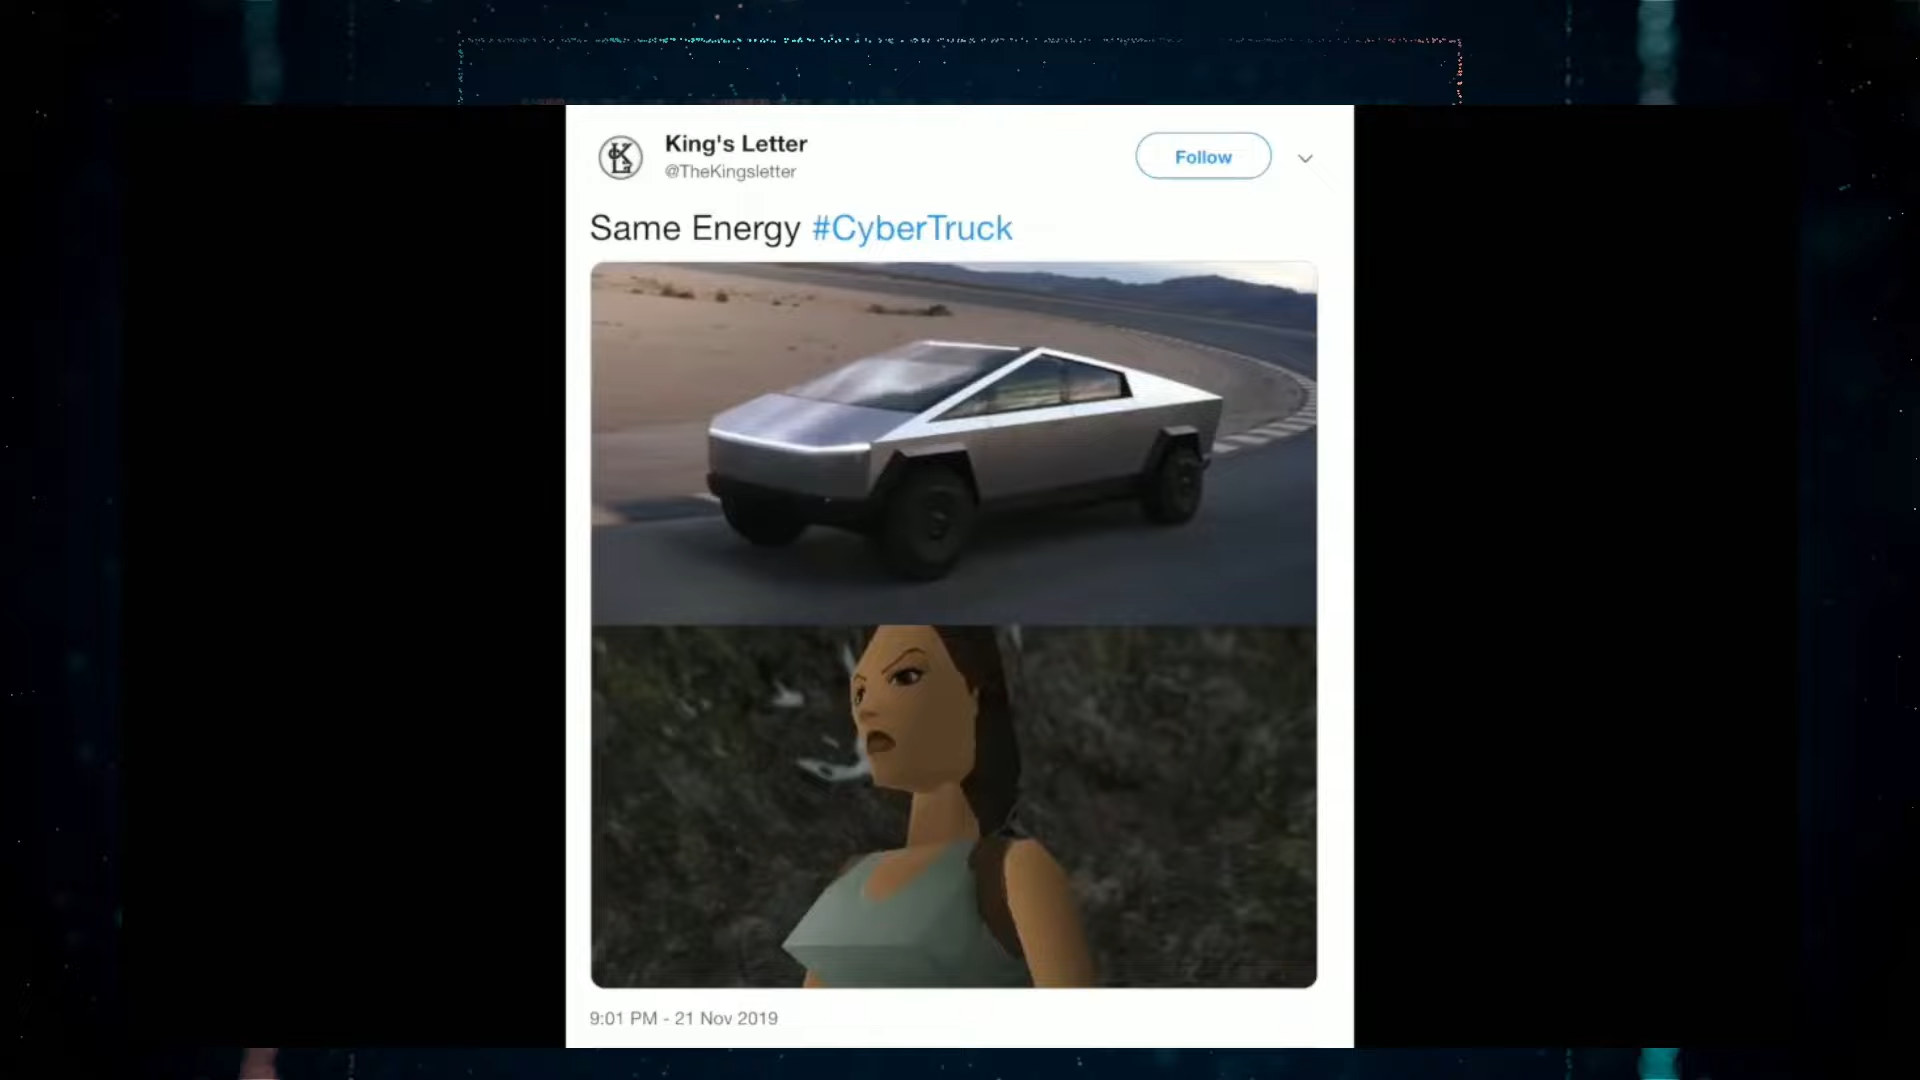 King's Letter
@TheKingsletter
Follow
Same Energy #CyberTruck
9:01 PM - 21 Nov 2019